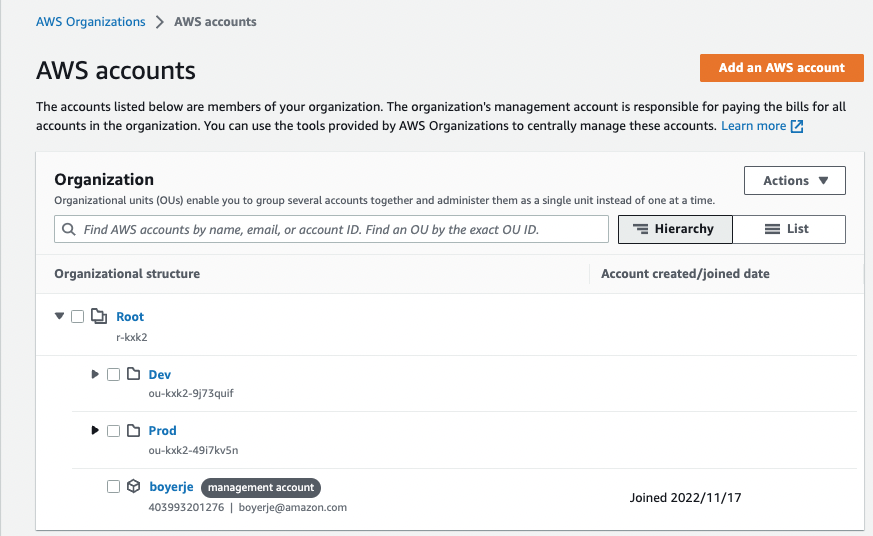 AWS Organizations > AWS accounts
AWS accounts
Add an AWS account
The accounts listed below are members of your organization. The organization's management account is responsible for paying the bills for all
accounts in the organization. You can use the tools provided by AWS Organizations to centrally manage these accounts. Learn more
Organization
Actions
Organizational units (OUs) enable you to group several accounts together and administer them as a single unit instead of one at a time.
Find AWS accounts by name, email, or account ID. Find an OU by the exact OU ID.
Hierarchy
List
Organizational structure
Account created/joined date
Root
r-kxk2
Dev
ou-kxk2-9j73quif
Prod
ou-kxk2-49i7kv5n
boyerje management account
403993201276 | boyerje@amazon.com
Joined 2022/11/17